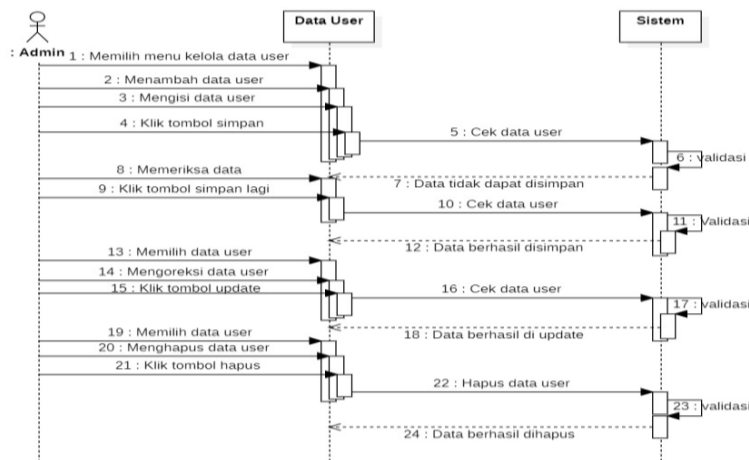 Data User
Sistem
: Admin
1 : Memilih menu kelola data user
2 : Menambah data user
3 : Mengisi data user
4 : Klik tombol simpan
5 : Cek data user
6 : validasi
7 : Data tidak dapat disimpan
8 : Memeriksa data
9 : Klik tombol simpan lagi
10 : Cek data user
11 : Validasi
12 : Data berhasil disimpan
13 : Memilih data user
14 : Mengoreksi data user
15 : Klik tombol update
16 : Cek data user
17 : validasi
18 : Data berhasil di update
19 : Memilih data user
20 : Menghapus data user
21 : Klik tombol hapus
22 : Hapus data user
23 : validasi
24 : Data berhasil dihapus